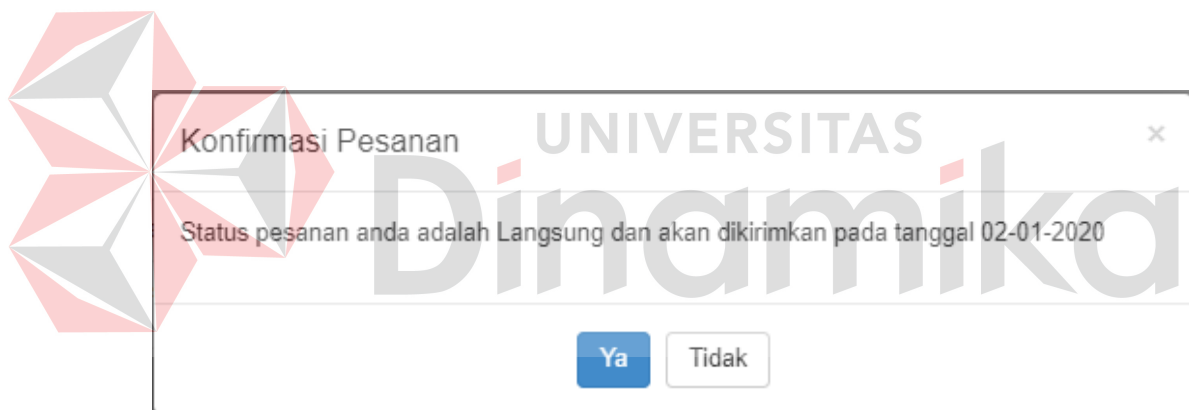 UNIVERSITAS
Dinamika
Konfirmasi Pesanan
×
Status pesanan anda adalah Langsung dan akan dikirimkan pada tanggal 02-01-2020
Ya
Tidak